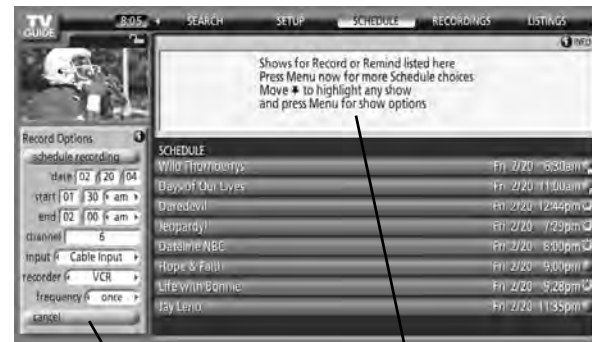 TV
GUIDE
8:05
SEARCH SETUP SCHEDULE RECORDINGS LISTINGS
INFO
Shows for Record or Remind listed here
Press Menu now for more Schedule choices
Move to highlight any show
and press Menu for show options
Record Options
schedule recording
date 02 20 04
start 01 30 am
end 02 00 am
channel 6
input Cable Input
recorder VCR
frequency once
cancel
SCHEDULE
Wild Thornberrys Fri 2/20 6:30am
Days of Our Lives Fri 2/20 11:00am
Daredevil Fri 2/20 12:44pm
Jeopardy! Fri 2/20 7:29pm
Dateline NBC Fri 2/20 8:00pm
Hope & Faith Fri 2/20 9:00pm
Life with Bonnie Fri 2/20 9:28pm
Jay Leno Fri 2/20 11:35pm